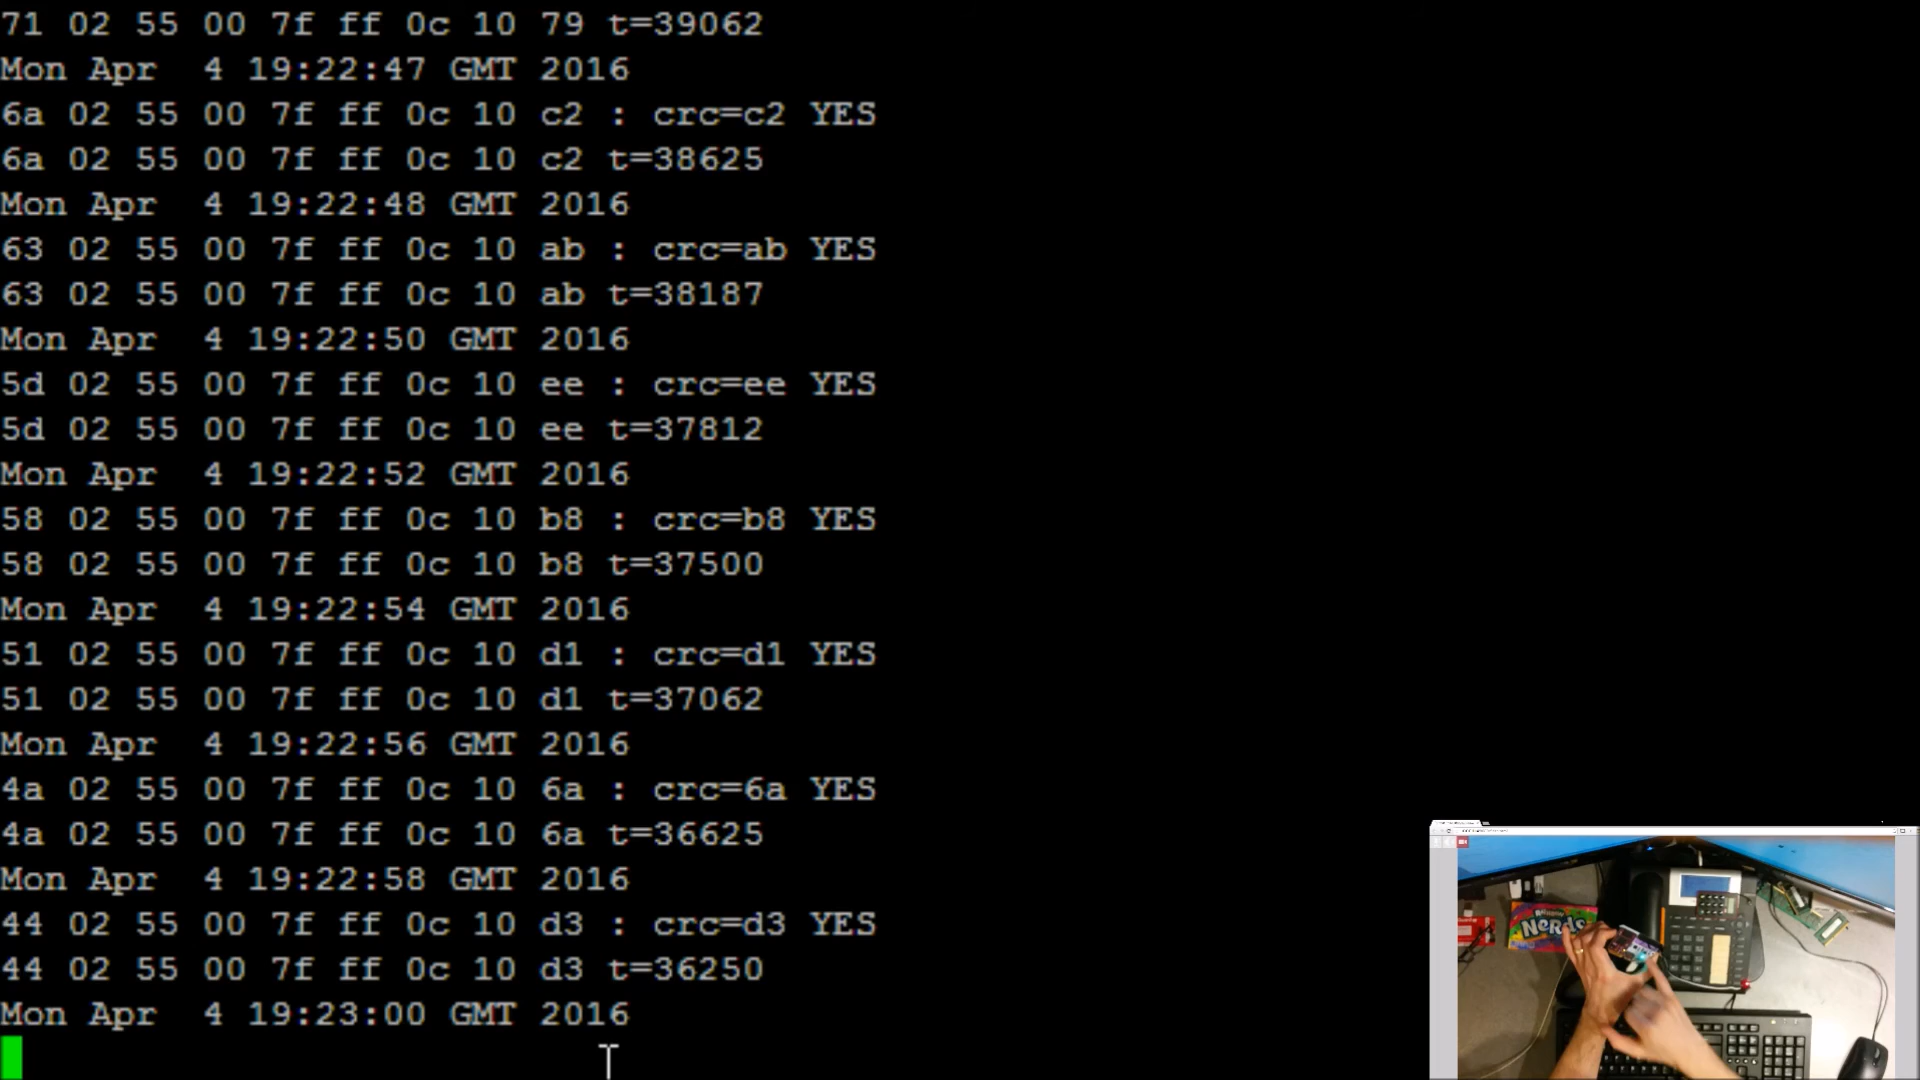 71 02 55 00 7f ff 0c 10 79 t=39062
Mon Apr  4 19:22:47 GMT 2016
6a 02 55 00 7f ff 0c 10 c2 : crc=c2 YES
6a 02 55 00 7f ff 0c 10 c2 t=38625
Mon Apr  4 19:22:48 GMT 2016
63 02 55 00 7f ff 0c 10 ab : crc=ab YES
63 02 55 00 7f ff 0c 10 ab t=38187
Mon Apr  4 19:22:50 GMT 2016
5d 02 55 00 7f ff 0c 10 ee : crc=ee YES
5d 02 55 00 7f ff 0c 10 ee t=37812
Mon Apr  4 19:22:52 GMT 2016
58 02 55 00 7f ff 0c 10 b8 : crc=b8 YES
58 02 55 00 7f ff 0c 10 b8 t=37500
Mon Apr  4 19:22:54 GMT 2016
51 02 55 00 7f ff 0c 10 d1 : crc=d1 YES
51 02 55 00 7f ff 0c 10 d1 t=37062
Mon Apr  4 19:22:56 GMT 2016
4a 02 55 00 7f ff 0c 10 6a : crc=6a YES
4a 02 55 00 7f ff 0c 10 6a t=36625
Mon Apr  4 19:22:58 GMT 2016
44 02 55 00 7f ff 0c 10 d3 : crc=d3 YES
44 02 55 00 7f ff 0c 10 d3 t=36250
Mon Apr  4 19:23:00 GMT 2016
Nerds